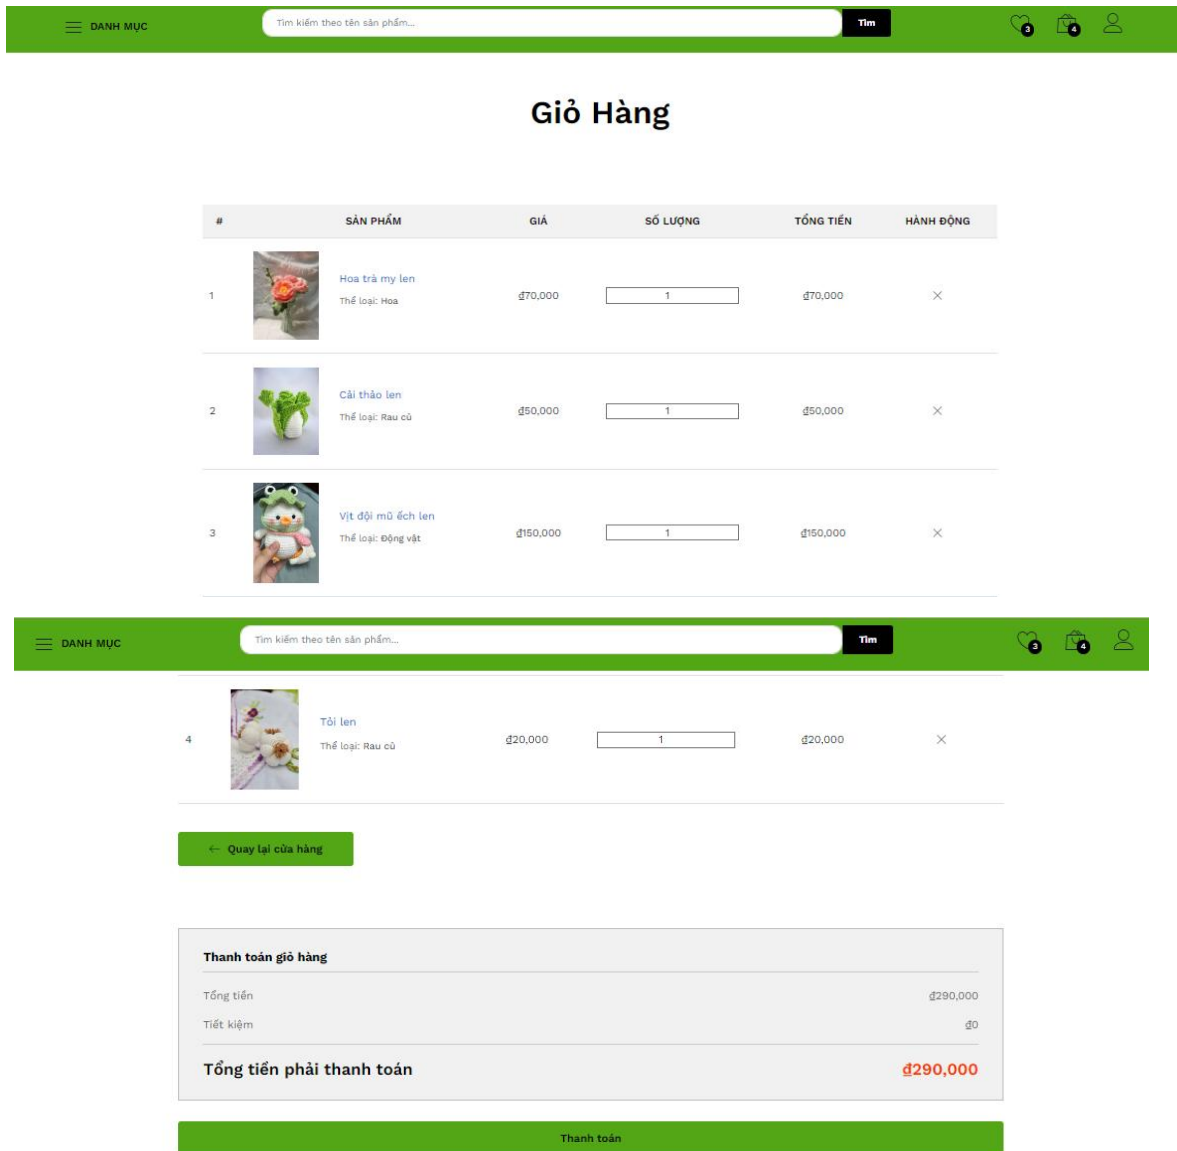 DANH MỤC
Tìm kiếm theo tên sản phẩm...
Tìm
3
4
Giỏ Hàng
# SẢN PHẨM GIÁ SỐ LƯỢNG TỔNG TIỀN HÀNH ĐỘNG
Hoa trà my len
1 ₫70,000 1 ₫70,000
Thể loại: Hoa
Cải thảo len
2 ₫50,000 1 ₫50,000
Thể loại: Rau củ
Vịt đội mũ ếch len
3 ₫150,000 1 ₫150,000
Thể loại: Động vật
DANH MỤC
Tìm kiếm theo tên sản phẩm...
Tìm
3
4
Tỏi len
4 ₫20,000 1 ₫20,000
Thể loại: Rau củ
← Quay lại cửa hàng
Thanh toán giỏ hàng
Tổng tiền ₫290,000
Tiết kiệm ₫0
Tổng tiền phải thanh toán ₫290,000
Thanh toán